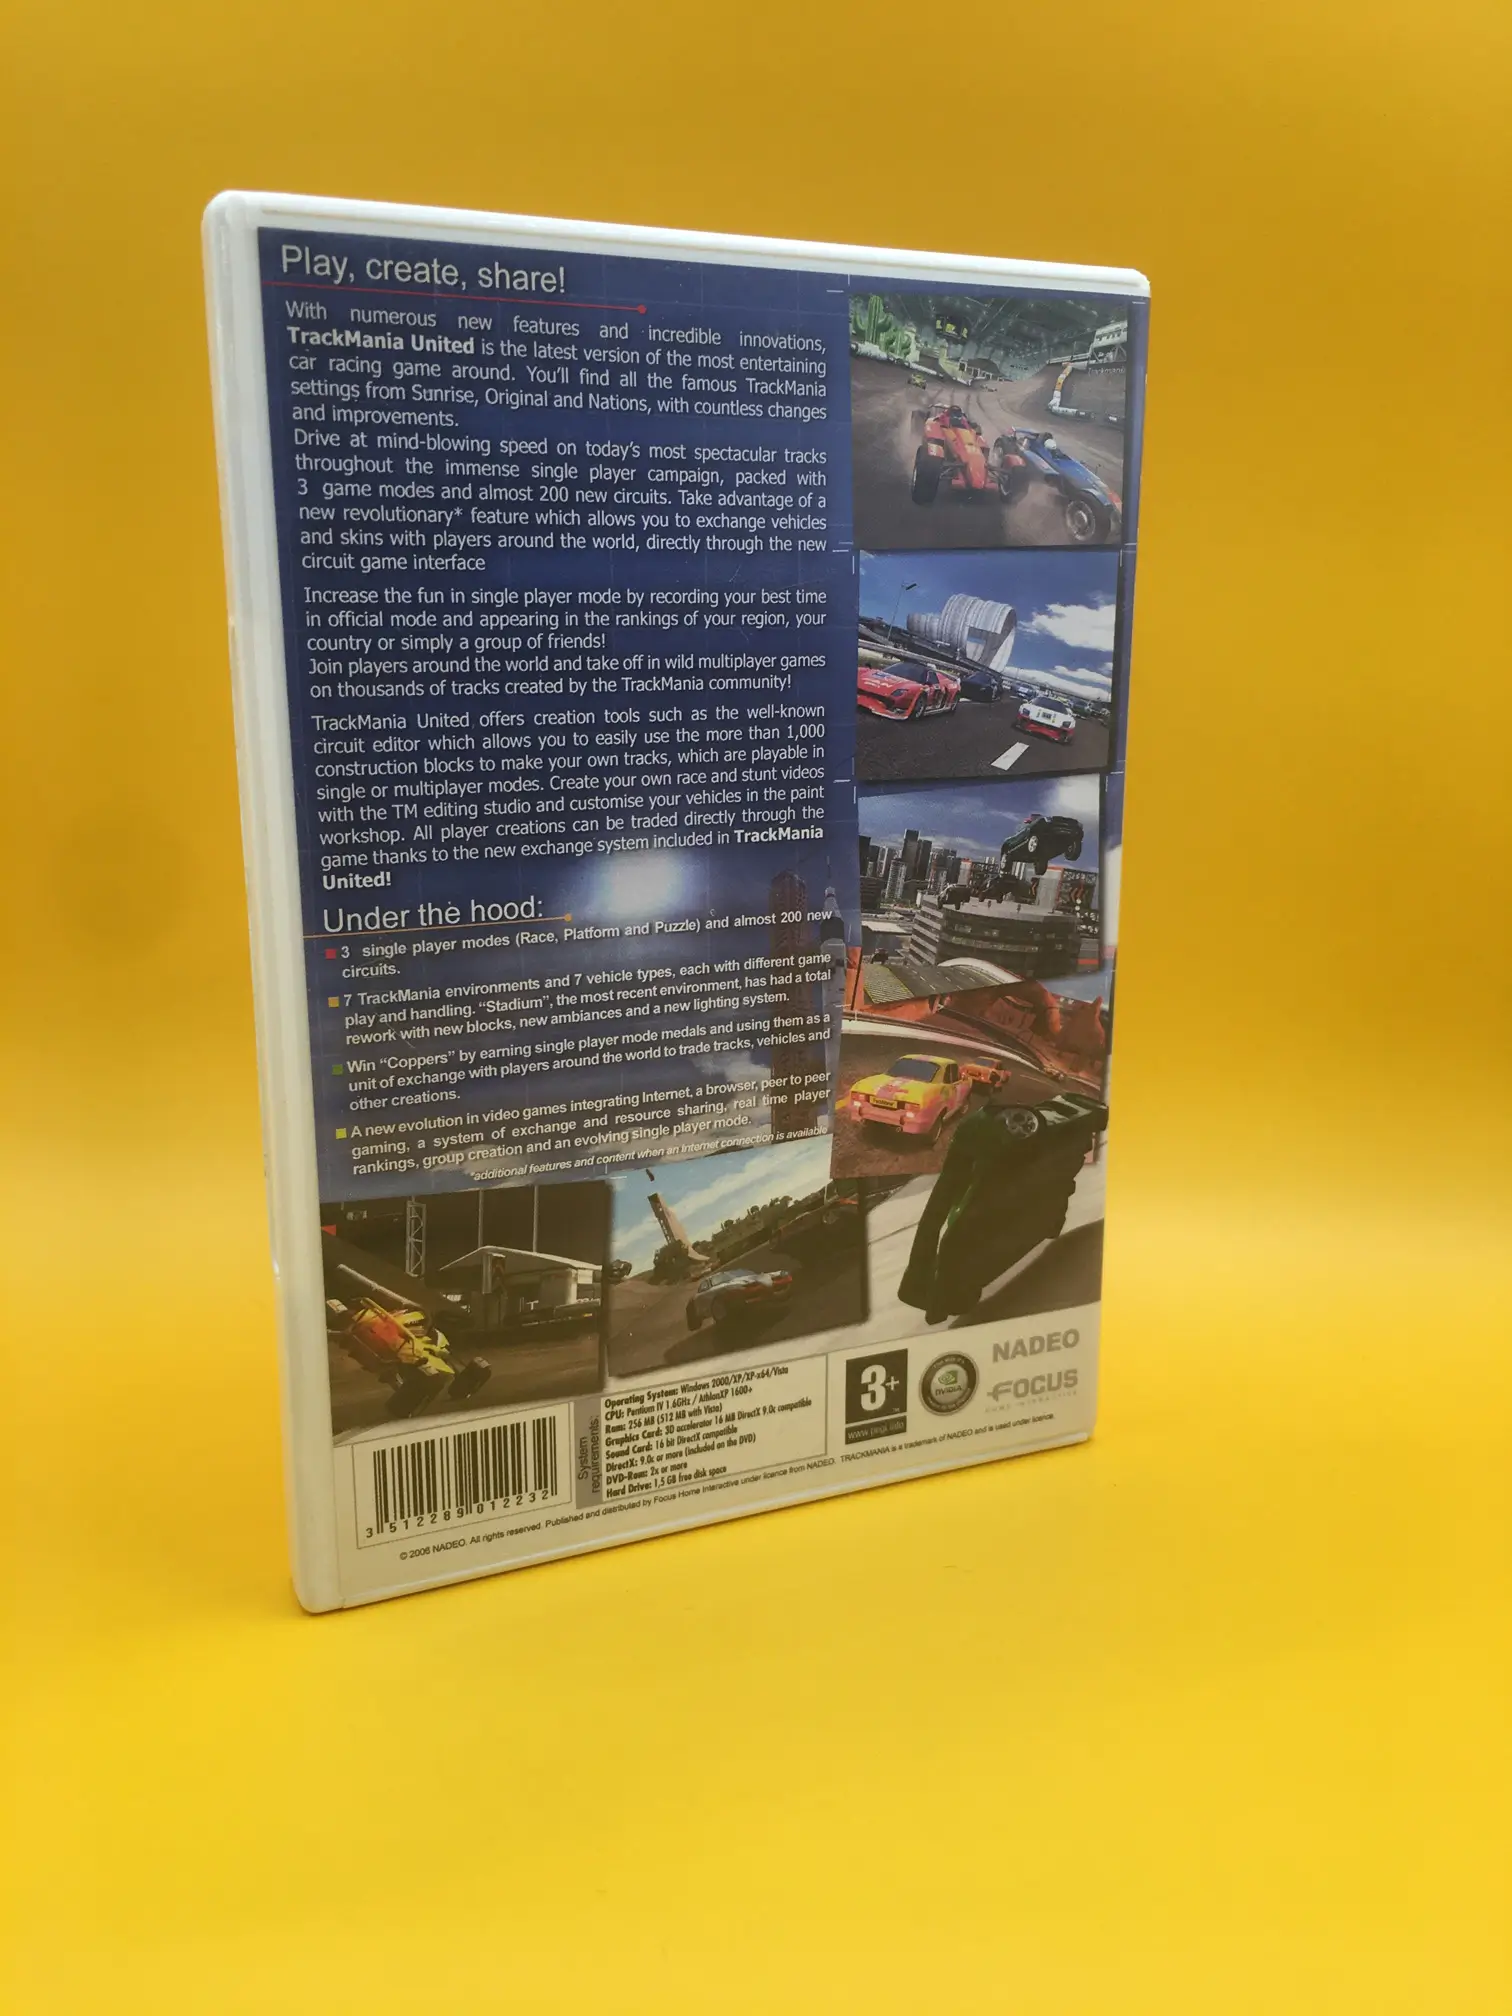 Play, create, share!
With numerous new features and incredible innovations,
TrackMania United is the latest version of the most entertaining
car racing game around. You'll find all the famous TrackMania
settings from Sunrise, Original and Nations, with countless changes
and improvements.
Drive at mind-blowing speed on today's most spectacular tracks
throughout the immense single player campaign, packed with
3 game modes and almost 200 new circuits. Take advantage of a
new revolutionary* feature which allows you to exchange vehicles
and skins with players around the world, directly through the new
circuit game interface
Increase the fun in single player mode by recording your best time
in official mode and appearing in the rankings of your region, your
country or simply a group of friends!
Join players around the world and take off in wild multiplayer games
on thousands of tracks created by the TrackMania community!
TrackMania United offers creation tools such as the well-known
circuit editor which allows you to easily use the more than 1,000
construction blocks to make your own tracks, which are playable in
single or multiplayer modes. Create your own race and stunt videos
with the TM editing studio and customise your vehicles in the paint
workshop. All player creations can be traded directly through the
game thanks to the new exchange system included in TrackMania
United!
Under the hood:
3 single player modes (Race, Platform and Puzzle) and almost 200 new
circuits.
7 TrackMania environments and 7 vehicle types, each with different game
play and handling. "Stadium", the most recent environment, has had a total
rework with new blocks, new ambiances and a new lighting system.
Win "Coppers" by earning single player mode medals and using them as a
unit of exchange with players around the world to trade tracks, vehicles and
other creations.
A new evolution in video games integrating Internet, a browser, peer to peer
gaming, a system of exchange and resource sharing, real time player
rankings, group creation and an evolving single player mode.
*additional features and content when an Internet connection is available
System
requirements:
Operating System: Windows 2000/XP/XP-x64/Vista
CPU: Pentium IV 1.6GHz / AthlonXP 1600+
Ram: 256 MB (512 MB with Vista)
Graphics Card: 3D accelerator 16 MB DirectX 9.0c compatible
Sound Card: 16 bit DirectX compatible
DirectX: 9.0c or more (included on the DVD)
DVD-Rom: 2x or more
Hard Drive: 1,5 GB free disk space
3+
www.pegi.info
NVIDIA
NADEO
FOCUS
HOME INTERACTIVE
3 512289 012232
© 2006 NADEO. All rights reserved. Published and distributed by Focus Home Interactive under licence from NADEO. TRACKMANIA is a trademark of NADEO and is used under licence.